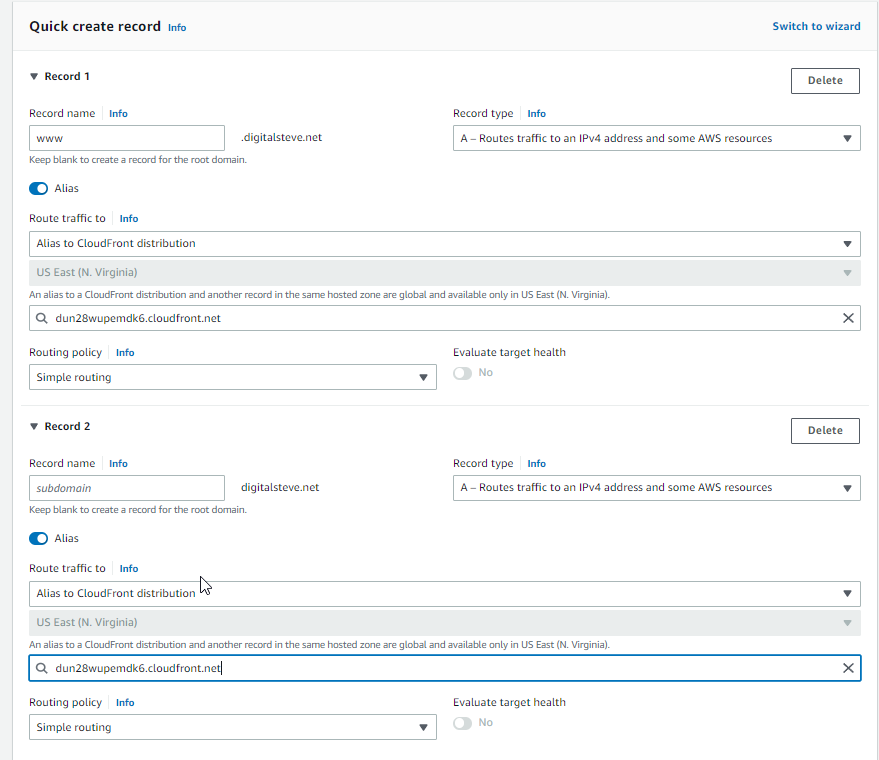 Quick create record Info Switch to wizard
Record 1 Delete
Record name Info Record type Info
www .digitalsteve.net A – Routes traffic to an IPv4 address and some AWS resources
Keep blank to create a record for the root domain.
Alias
Route traffic to Info
Alias to CloudFront distribution
US East (N. Virginia)
An alias to a CloudFront distribution and another record in the same hosted zone are global and available only in US East (N. Virginia).
dun28wupemdk6.cloudfront.net
Routing policy Info Evaluate target health
Simple routing No
Record 2 Delete
Record name Info Record type Info
subdomain digitalsteve.net A – Routes traffic to an IPv4 address and some AWS resources
Keep blank to create a record for the root domain.
Alias
Route traffic to Info
Alias to CloudFront distribution
US East (N. Virginia)
An alias to a CloudFront distribution and another record in the same hosted zone are global and available only in US East (N. Virginia).
dun28wupemdk6.cloudfront.net
Routing policy Info Evaluate target health
Simple routing No